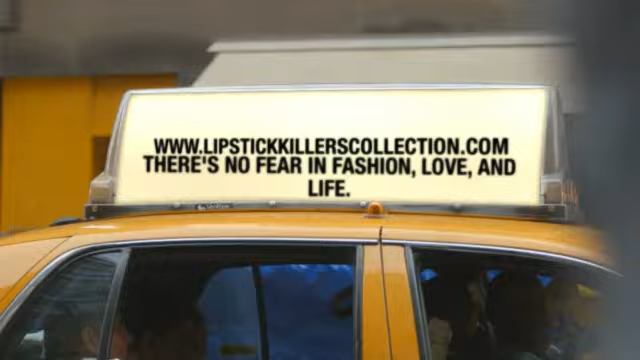 WWW.LIPSTICKKILLERSCOLLECTION.COM
THERE'S NO FEAR IN FASHION, LOVE, AND
LIFE.